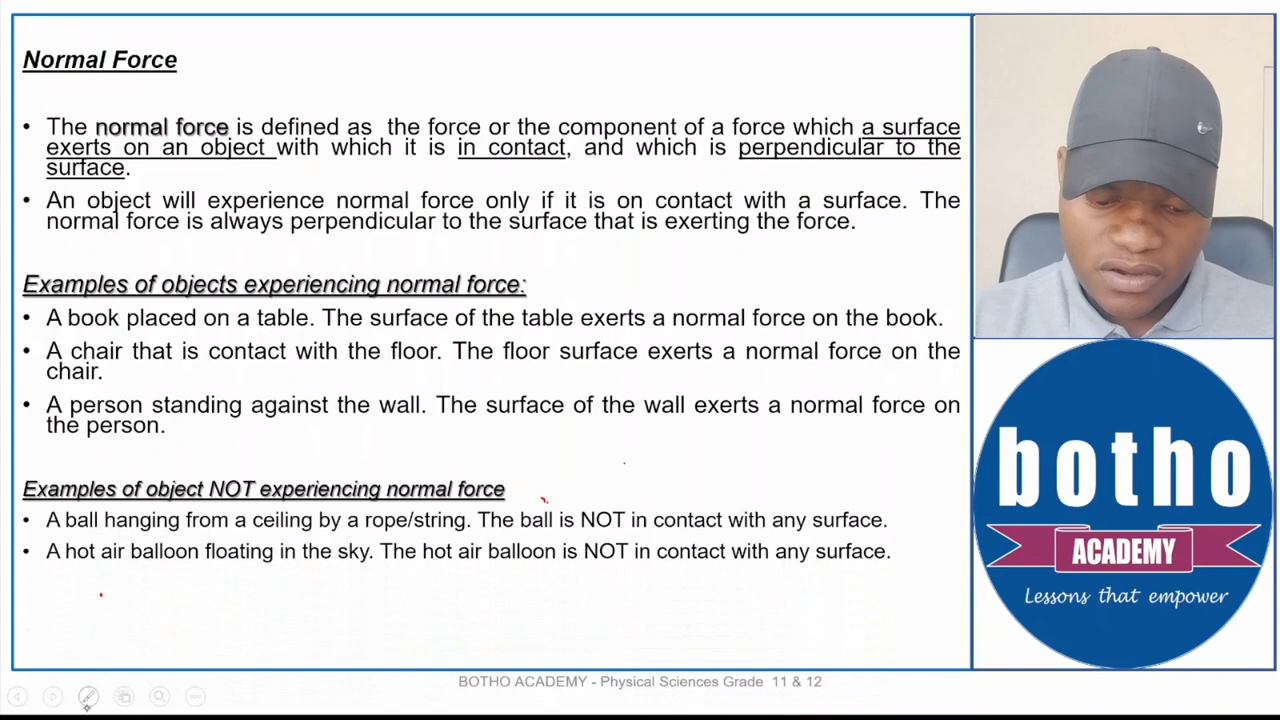 Normal Force
• The normal force is defined as the force or the component of a force which a surface
exerts on an object with which it is in contact, and which is perpendicular to the
surface.
• An object will experience normal force only if it is on contact with a surface. The
normal force is always perpendicular to the surface that is exerting the force.
Examples of objects experiencing normal force:
• A book placed on a table. The surface of the table exerts a normal force on the book.
• A chair that is contact with the floor. The floor surface exerts a normal force on the
chair.
• A person standing against the wall. The surface of the wall exerts a normal force on
the person.
Examples of object NOT experiencing normal force
• A ball hanging from a ceiling by a rope/string. The ball is NOT in contact with any surface.
• A hot air balloon floating in the sky. The hot air balloon is NOT in contact with any surface.
botho
ACADEMY
Lessons that empower
BOTHO ACADEMY - Physical Sciences Grade 11 & 12